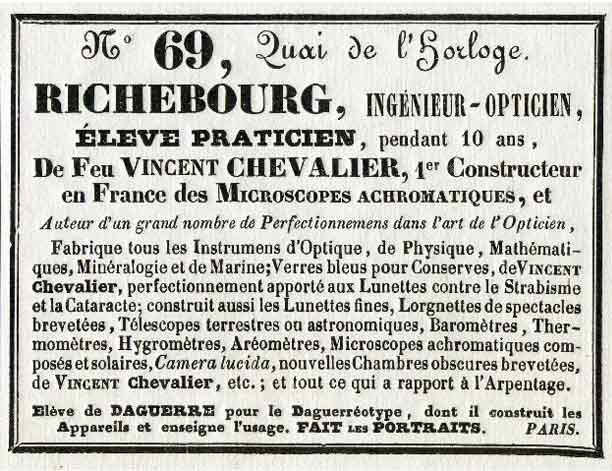 N° 69, Quai de l'Horloge.
RICHEBOURG, INGÉNIEUR-OPTICIEN,
ÉLEVE PRATICIEN, pendant 10 ans,
De Feu VINCENT CHEVALIER, 1er Constructeur
en France des MICROSCOPES ACHROMATIQUES, et
Auteur d'un grand nombre de Perfectionnemens dans l'art de l'Opticien,
Fabrique tous les Instrumens d'Optique, de Physique, Mathémati-
ques, Minéralogie et de Marine; Verres bleus pour Conserves, de VINCENT
Chevalier, perfectionnement apporté aux Lunettes contre le Strabisme
et la Cataracte; construit aussi les Lunettes fines, Lorgnettes de spectacles
brevetées, Télescopes terrestres ou astronomiques, Baromètres, Ther-
momètres, Hygromètres, Aréomètres, Microscopes achromatiques com-
posés et solaires, Camera lucida, nouvelles Chambres obscures brevetées,
de VINCENT Chevalier, etc.; et tout ce qui a rapport à l'Arpentage.
Elève de DAGUERRE pour le Daguerréotype, dont il construit les
Appareils et enseigne l'usage. FAIT LES PORTRAITS. PARIS.